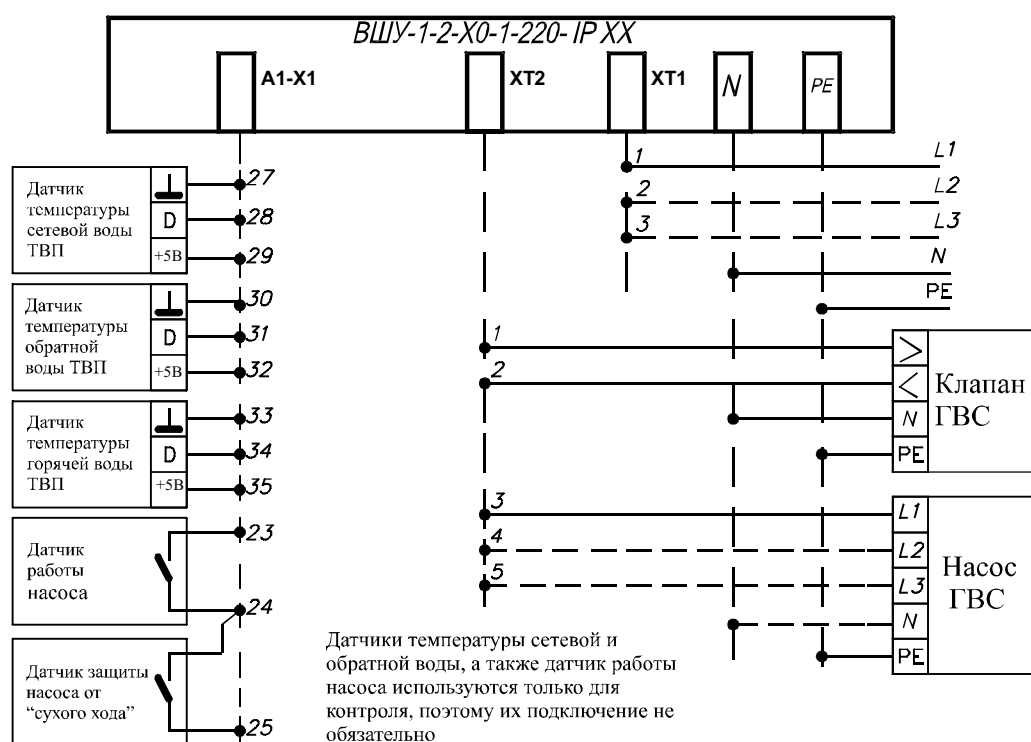 ВШУ-1-2-Х0-1-220- IP XX
A1-X1
XT2
XT1
N
PE
1
L1
2
L2
3
L3
N
PE
Датчик
температуры
сетевой воды
ТВП
D
+5В
27
28
29
Датчик
температуры
обратной
воды ТВП
D
+5В
30
31
32
Датчик
температуры
горячей воды
ТВП
D
+5В
33
34
35
Датчик
работы
насоса
23
24
Датчик защиты
насоса от
“сухого хода”
25
1
2
>
<
N
PE
Клапан
ГВС
3
4
5
L1
L2
L3
N
PE
Насос
ГВС
Датчики температуры сетевой и
обратной воды, а также датчик работы
насоса используются только для
контроля, поэтому их подключение не
обязательно